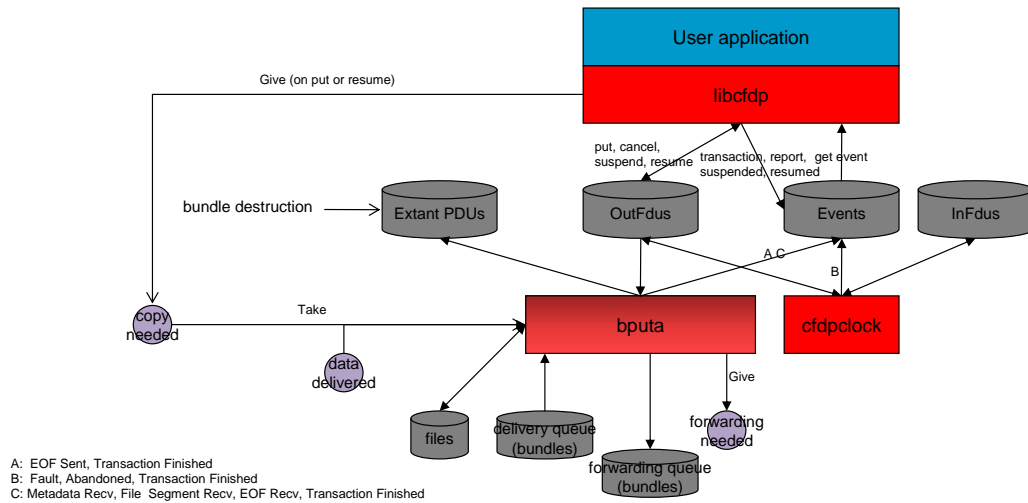 User application
Give (on put or resume)
libcfdp
put, cancel,
suspend, resume
transaction, report,
suspended, resumed
get event
bundle destruction
Extant PDUs
OutFdus
Events
InFdus
A C
B
copy
needed
Take
bputa
cfdpclock
data
delivered
Give
files
delivery queue
(bundles)
forwarding
needed
forwarding queue
(bundles)
A: EOF Sent, Transaction Finished
B: Fault, Abandoned, Transaction Finished
C: Metadata Recv, File Segment Recv, EOF Recv, Transaction Finished